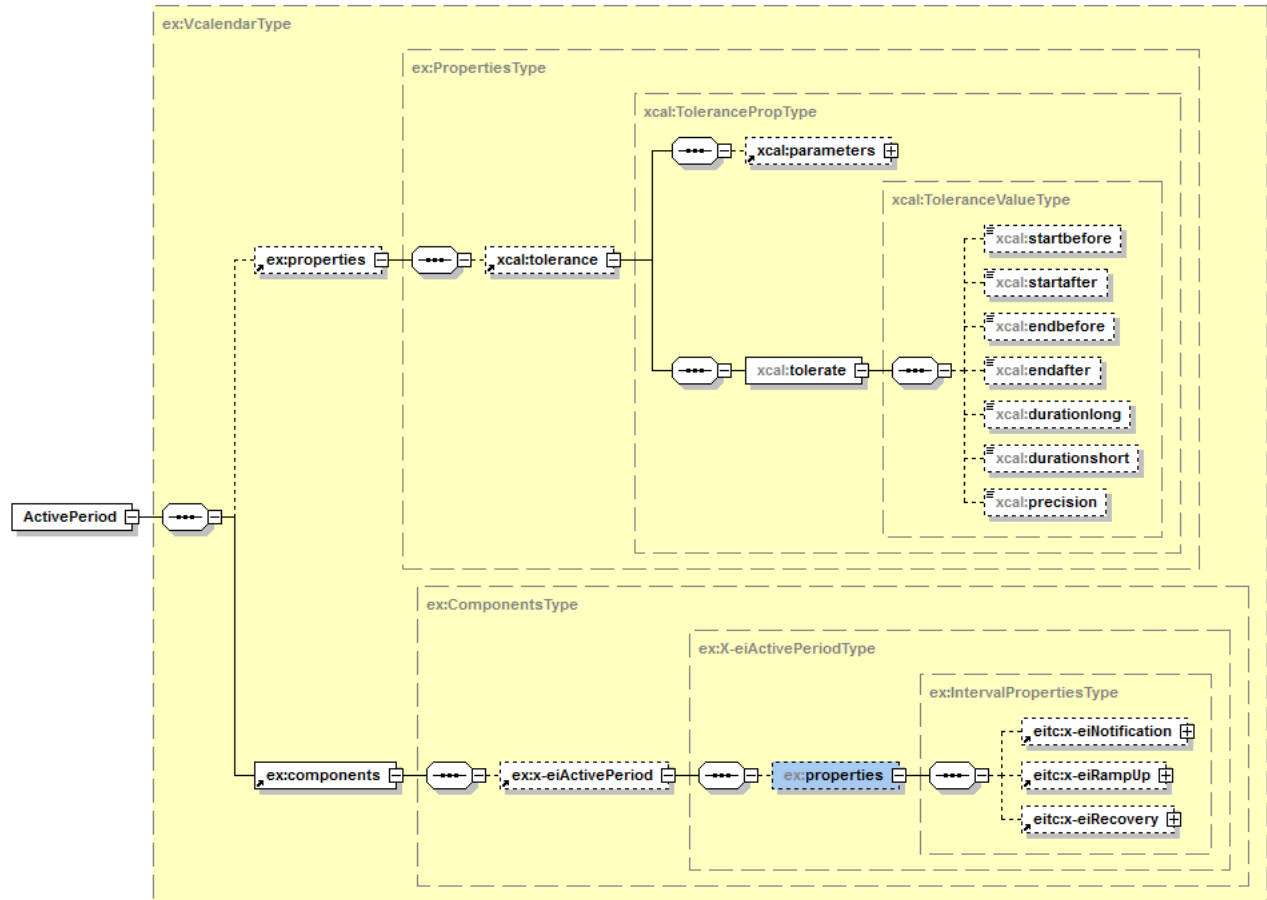 ex:VcalendarType
ex:PropertiesType
xcal:TolerancePropType
xcal:parameters
xcal:ToleranceValueType
xcal:startbefore
ex:properties
xcal:tolerance
xcal:startafter
xcal:endbefore
xcal:tolerate
xcal:endafter
xcal:durationlong
xcal:durationshort
xcal:precision
ActivePeriod
ex:ComponentsType
ex:X-eiActivePeriodType
ex:IntervalPropertiesType
eitc:x-eiNotification
ex:components
ex:x-eiActivePeriod
ex:properties
eitc:x-eiRampUp
eitc:x-eiRecovery